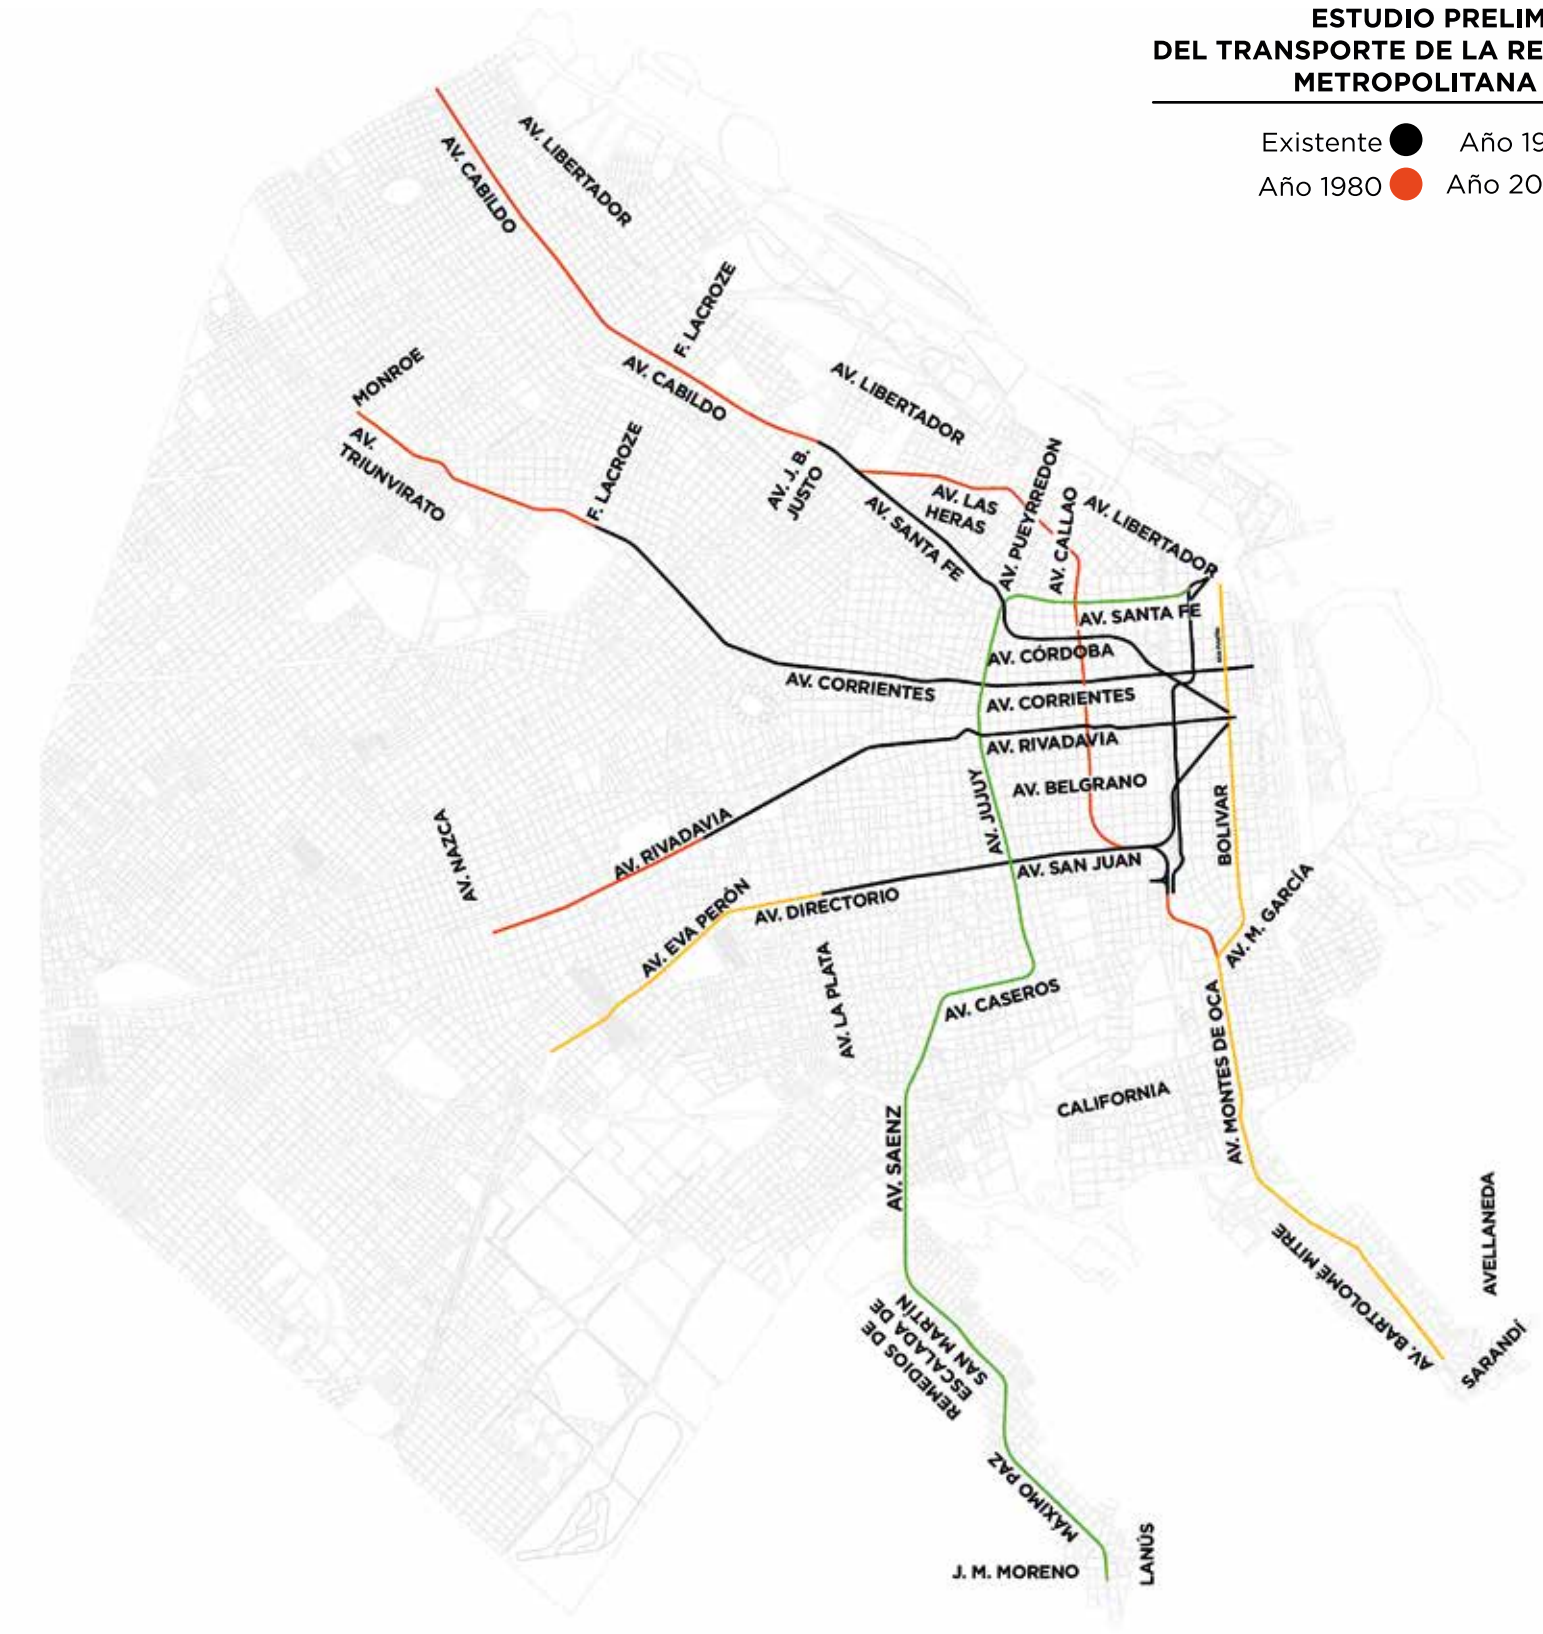 ESTUDIO PRELIM
DEL TRANSPORTE DE LA RE
METROPOLITANA
Existente Año 19
Año 1980 Año 20
AV. CABILDO
AV. LIBERTADOR
F. LACROZE
MONROE
AV. CABILDO
AV. LIBERTADOR
AV.
TRIUNVIRATO
F. LACROZE
AV. J. B.
JUSTO
AV. LAS
HERAS
AV. SANTA FE
AV. PUEYRREDON
AV. CALLAO
AV. LIBERTADOR
AV. SANTA FE
AV. CÓRDOBA
AV. CORRIENTES
AV. CORRIENTES
AV. RIVADAVIA
AV. BELGRANO
AV. JUJUY
BOLIVAR
AV. NAZCA
AV. RIVADAVIA
AV. SAN JUAN
AV. EVA PERÓN
AV. DIRECTORIO
AV. M. GARCÍA
AV. LA PLATA
AV. CASEROS
AV. MONTES DE OCA
CALIFORNIA
AV. SAENZ
AVELLANEDA
AV. BARTOLOMÉ MITRE
SARANDÍ
REMEDIOS DE
ESCALADA DE
SAN MARTÍN
MÁXIMO PAZ
LANÚS
J. M. MORENO